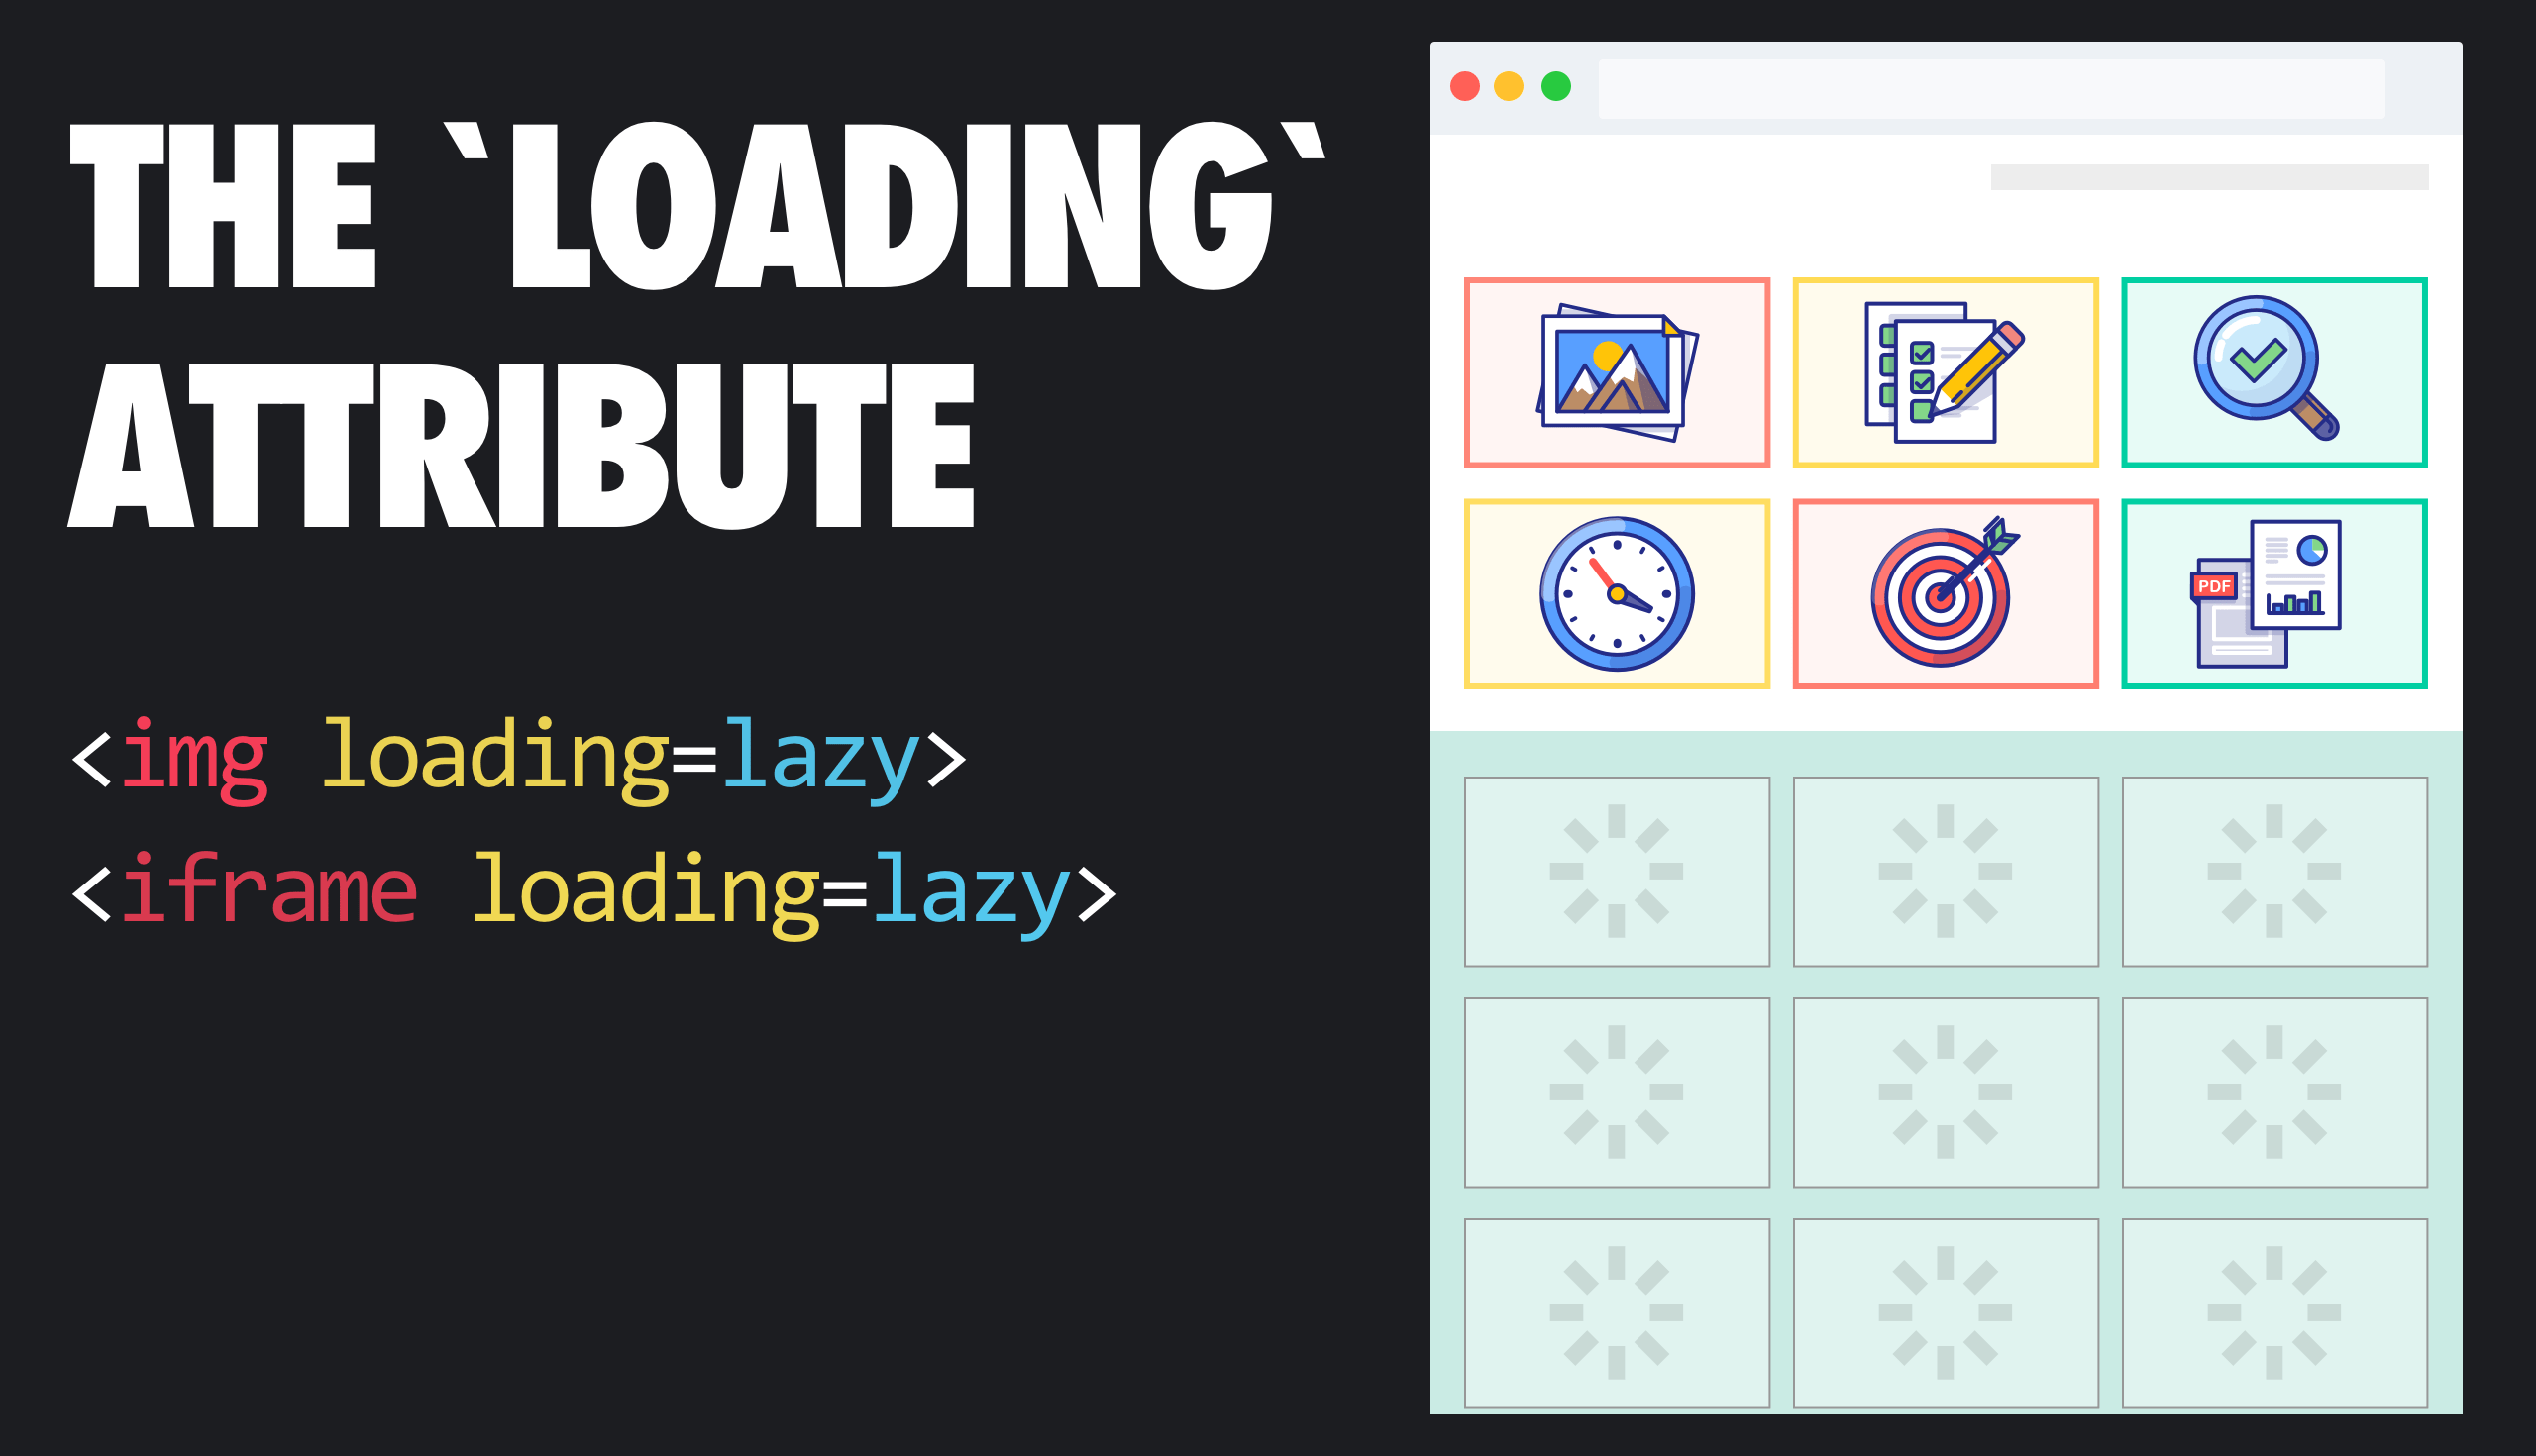 THE `LOADING`
ATTRIBUTE
<img loading=lazy>
<iframe loading=lazy>
PDF